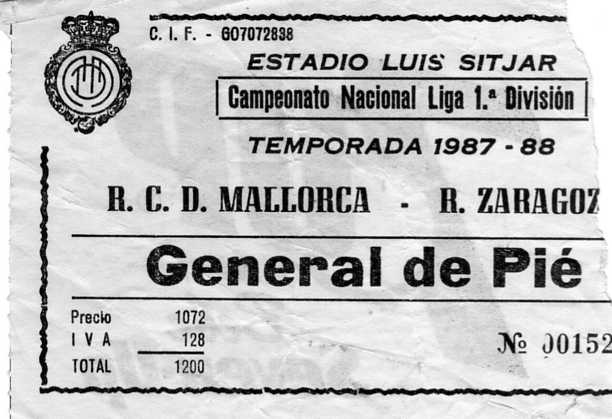 C. I. F. - G07072838
ESTADIO LUIS SITJAR
Campeonato Nacional Liga 1.ª División
TEMPORADA 1987 - 88
R. C. D. MALLORCA - R. ZARAGOZ
General de Pié
Precio 1072
I V A 128
TOTAL 1200
Nº 00152